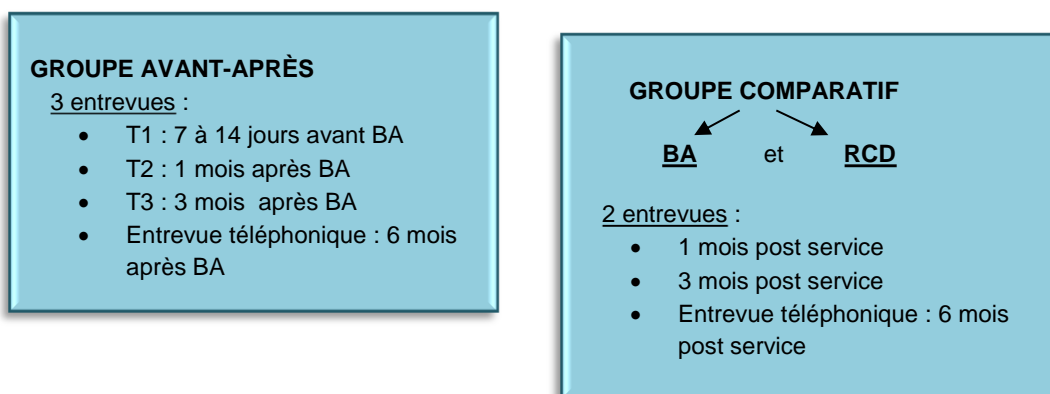 GROUPE AVANT-APRÈS
3 entrevues :
• T1 : 7 à 14 jours avant BA
• T2 : 1 mois après BA
• T3 : 3 mois après BA
• Entrevue téléphonique : 6 mois
après BA
GROUPE COMPARATIF
BA et RCD
2 entrevues :
• 1 mois post service
• 3 mois post service
• Entrevue téléphonique : 6 mois
post service